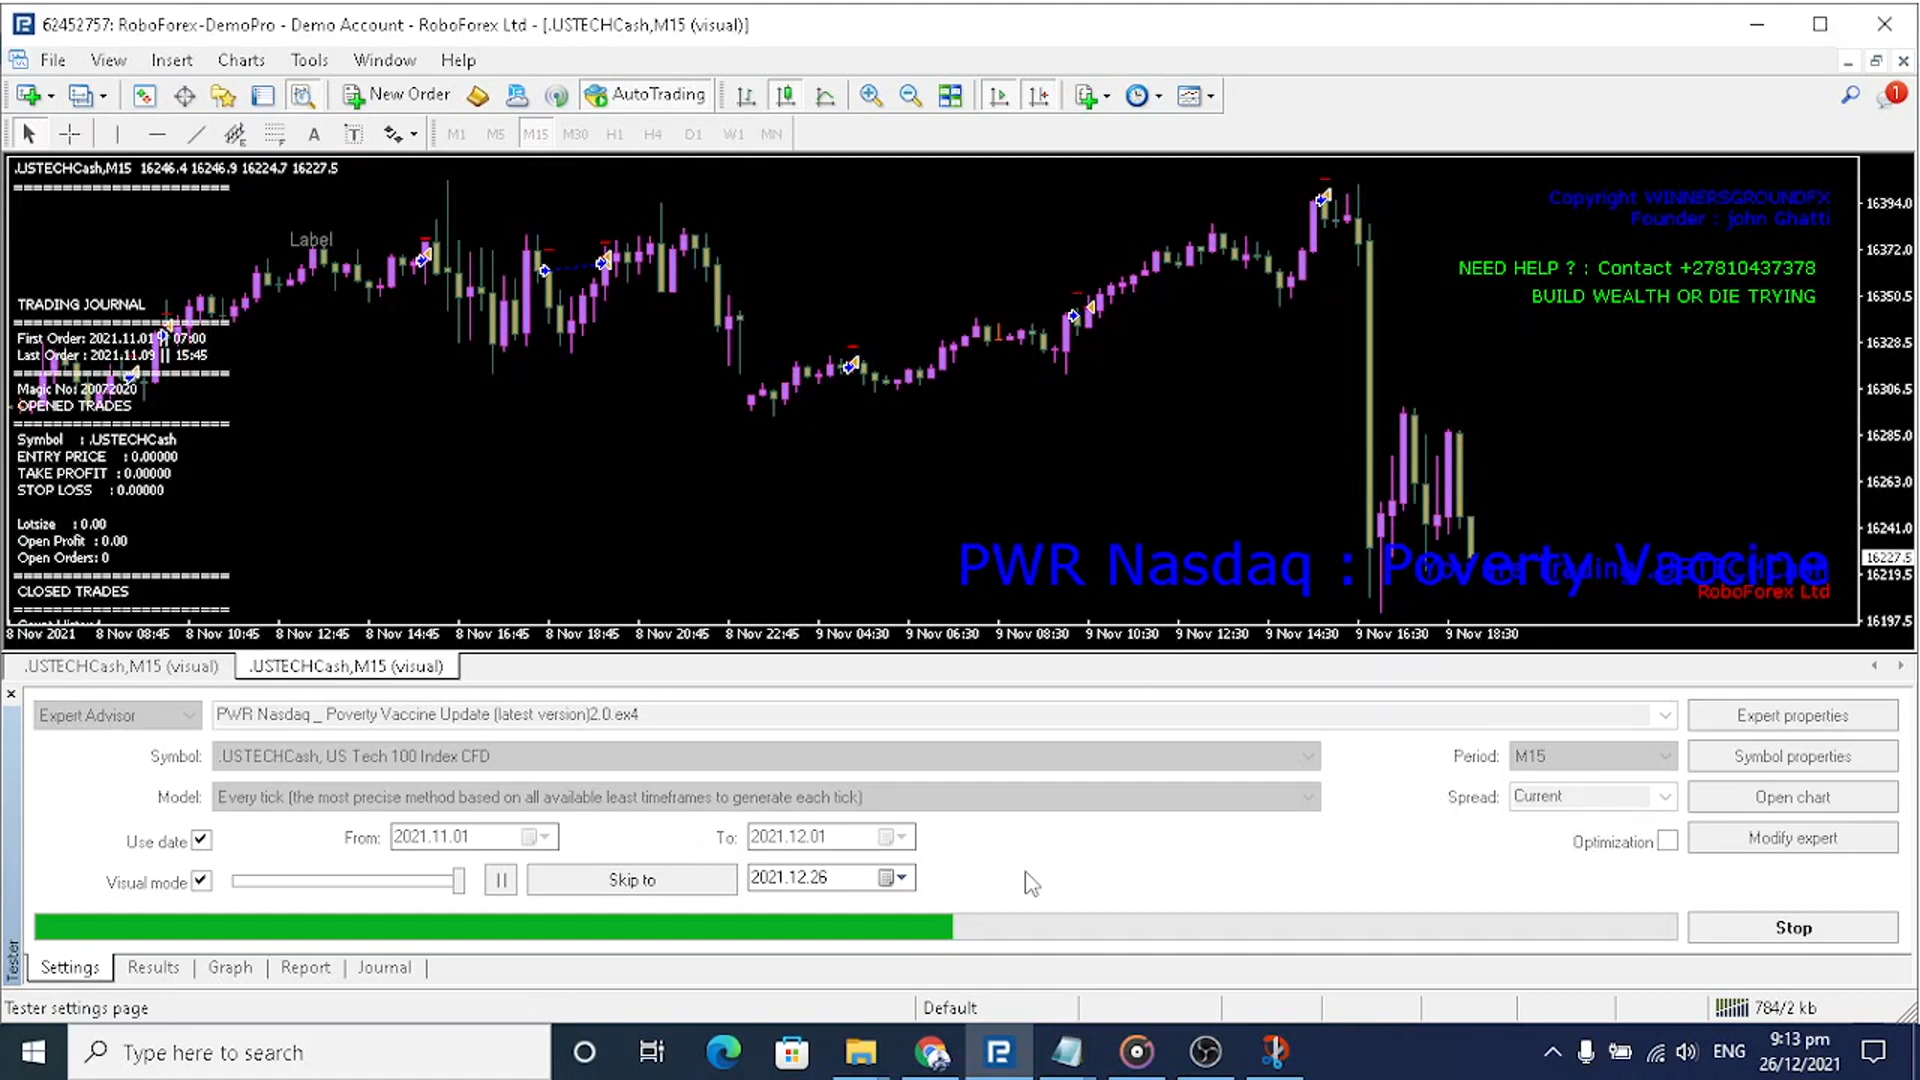 62452757: RoboForex-DemoPro - Demo Account - RoboForex Ltd - [.USTECHCash,M15 (visual)]
File View Insert Charts Tools Window Help
New Order AutoTrading 1
A T M1 M5 M15 M30 H1 H4 D1 W1 MN
.USTECHCash,M15 16246.4 16246.9 16224.7 16227.5
Copyright WINNERSGROUNDFX
Founder : john Ghatti
NEED HELP ? : Contact +27810437378
BUILD WEALTH OR DIE TRYING
Label
TRADING JOURNAL
First Order: 2021.11.01 || 07:00
Last Order : 2021.11.09 || 15:45
Magic No: 20072020
OPENED TRADES
Symbol : .USTECHCash
ENTRY PRICE : 0.00000
TAKE PROFIT : 0.00000
STOP LOSS : 0.00000
Lotsize : 0.00
Open Profit : 0.00
Open Orders: 0
CLOSED TRADES
PWR Nasdaq : Poverty Vaccine
RoboForex Ltd
16394.0
16372.0
16350.5
16328.5
16306.5
16285.0
16263.0
16241.0
16227.5
16219.5
16197.5
8 Nov 2021 8 Nov 08:45 8 Nov 10:45 8 Nov 12:45 8 Nov 14:45 8 Nov 16:45 8 Nov 18:45 8 Nov 20:45 8 Nov 22:45 9 Nov 04:30 9 Nov 06:30 9 Nov 08:30 9 Nov 10:30 9 Nov 12:30 9 Nov 14:30 9 Nov 16:30 9 Nov 18:30
.USTECHCash,M15 (visual) .USTECHCash,M15 (visual)
Expert Advisor PWR Nasdaq _ Poverty Vaccine Update (latest version)2.0.ex4 Expert properties
Symbol: .USTECHCash, US Tech 100 Index CFD Period: M15 Symbol properties
Model: Every tick (the most precise method based on all available least timeframes to generate each tick) Spread: Current Open chart
Use date From: 2021.11.01 To: 2021.12.01 Optimization Modify expert
Visual mode Skip to 2021.12.26
Stop
Tester
Settings Results Graph Report Journal
Tester settings page Default 784/2 kb
Type here to search ENG 9:13 pm
26/12/2021